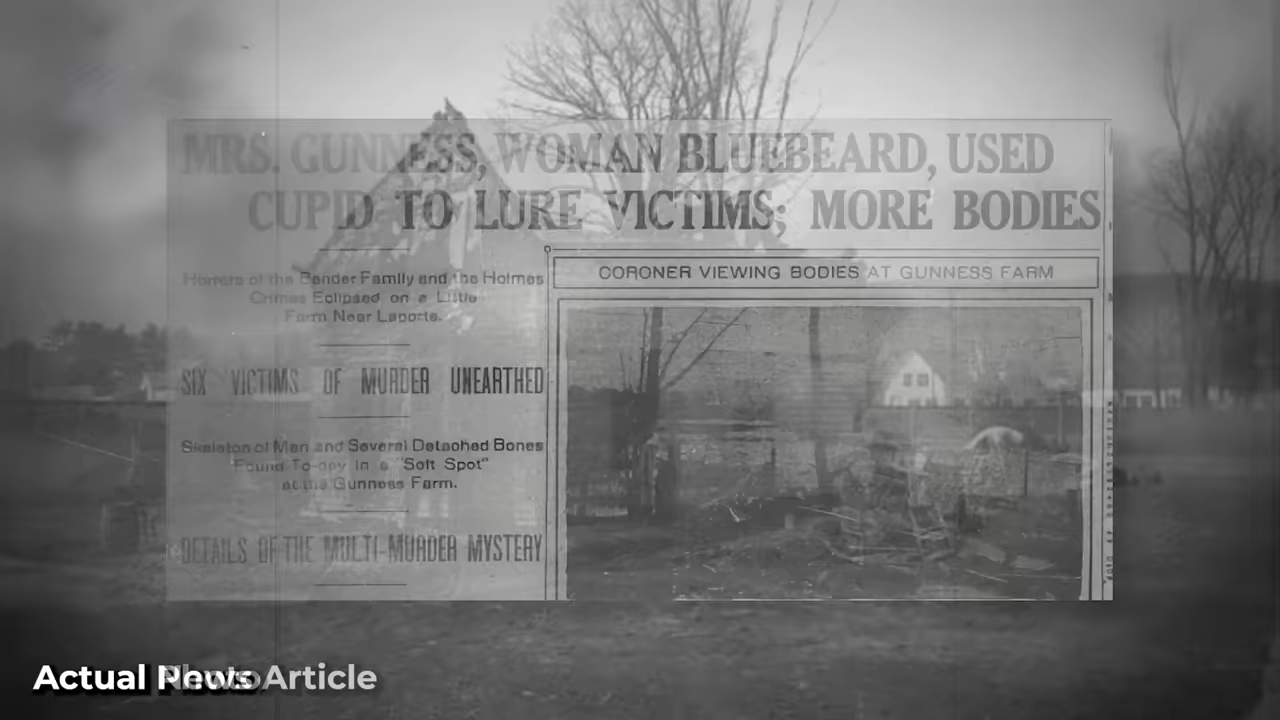 MRS. GUNNESS, WOMAN BLUEBEARD, USED
CUPID TO LURE VICTIMS; MORE BODIES
Horrors of the Bender Family and the Holmes
Crimes Eclipsed on a Little
Farm Near Laporte.
SIX VICTIMS OF MURDER UNEARTHED
Skeleton of Man and Several Detached Bones
Found To-day in a "Soft Spot"
at the Gunness Farm.
DETAILS OF THE MULTI-MURDER MYSTERY
CORONER VIEWING BODIES AT GUNNESS FARM
Actual Article